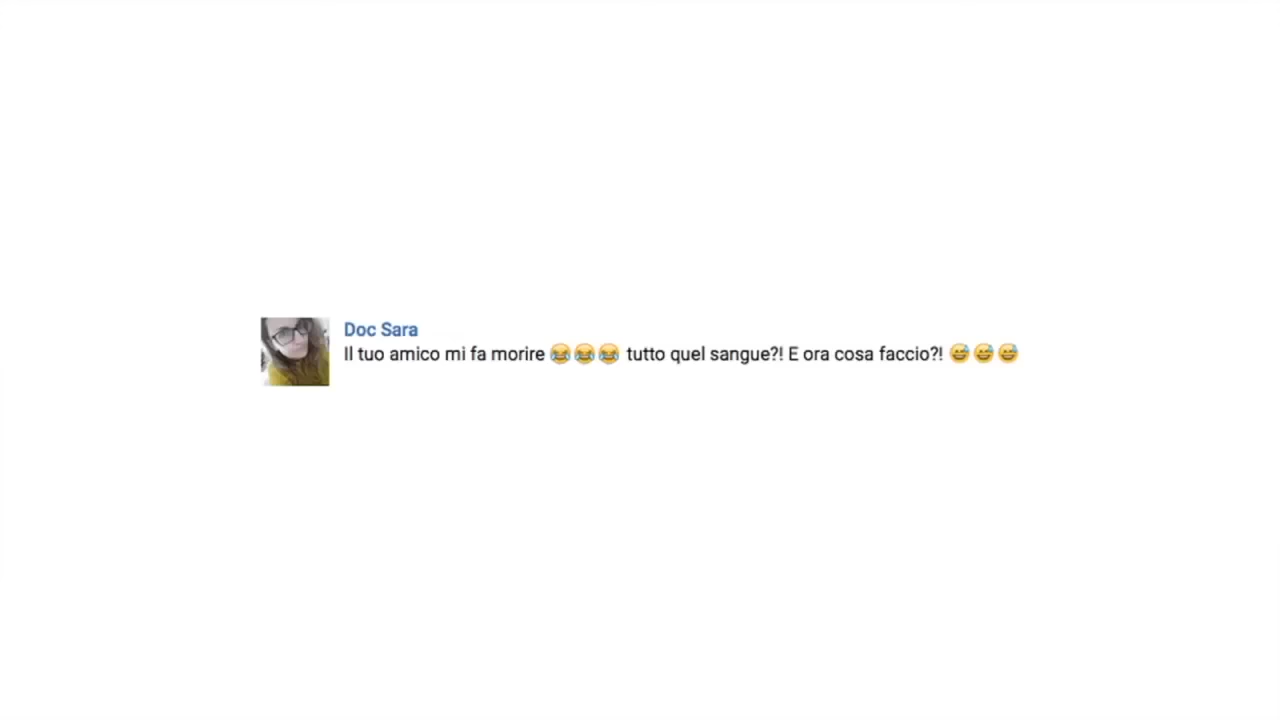 Doc Sara
Il tuo amico mi fa morire 😂😂😂 tutto quel sangue?! E ora cosa faccio?! 😅😅😅